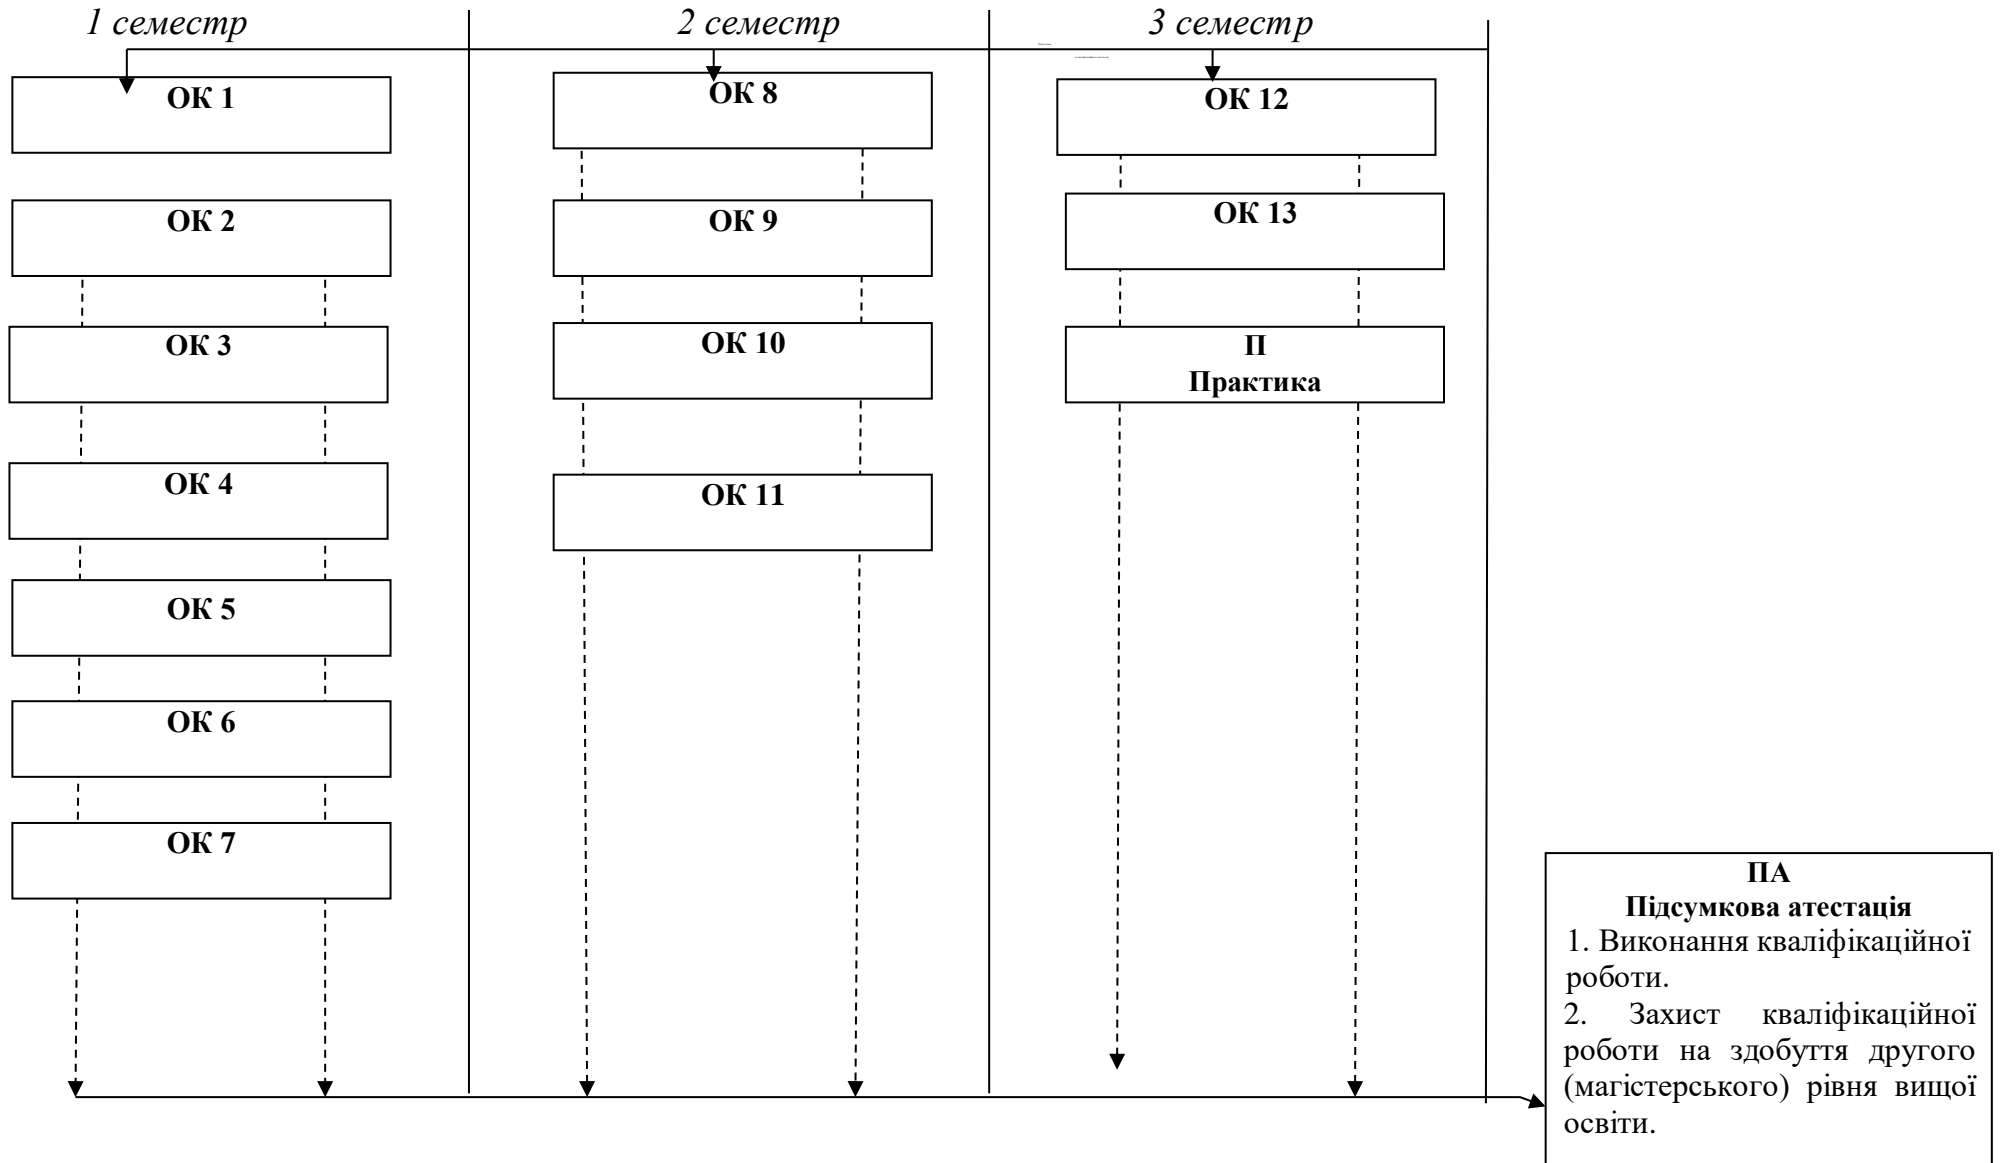 1 семестр
2 семестр
3 семестр
ОК 1
ОК 2
ОК 3
ОК 4
ОК 5
ОК 6
ОК 7
ОК 8
ОК 9
ОК 10
ОК 11
ОК 12
ОК 13
П
Практика
ПА
Підсумкова атестація
1. Виконання кваліфікаційної
роботи.
2. Захист кваліфікаційної
роботи на здобуття другого
(магістерського) рівня вищої
освіти.